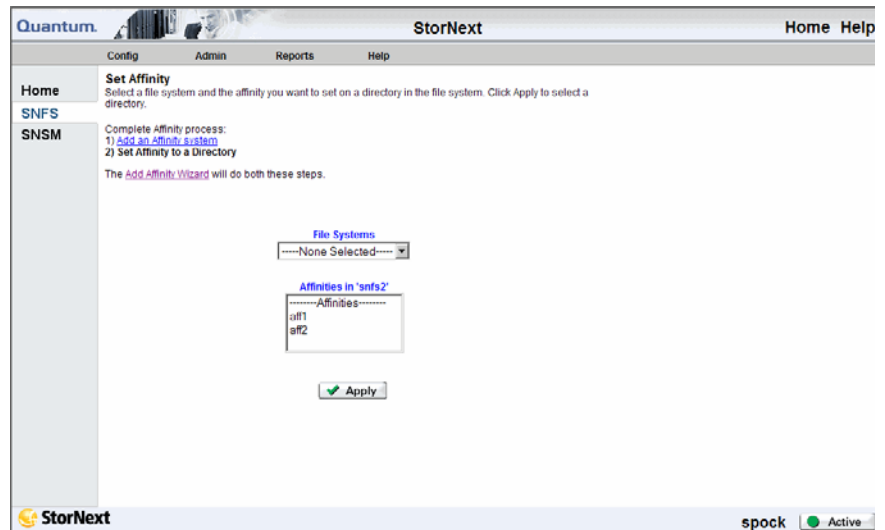 Quantum.
StorNext
Home Help
Config Admin Reports Help
Home
SNFS
SNSM
Set Affinity
Select a file system and the affinity you want to set on a directory in the file system. Click Apply to select a
directory.
Complete Affinity process:
1) Add an Affinity system
2) Set Affinity to a Directory
The Add Affinity Wizard will do both these steps.
File Systems
-----None Selected-----
Affinities in 'snfs2'
--------Affinities--------
aff1
aff2
Apply
StorNext
spock Active